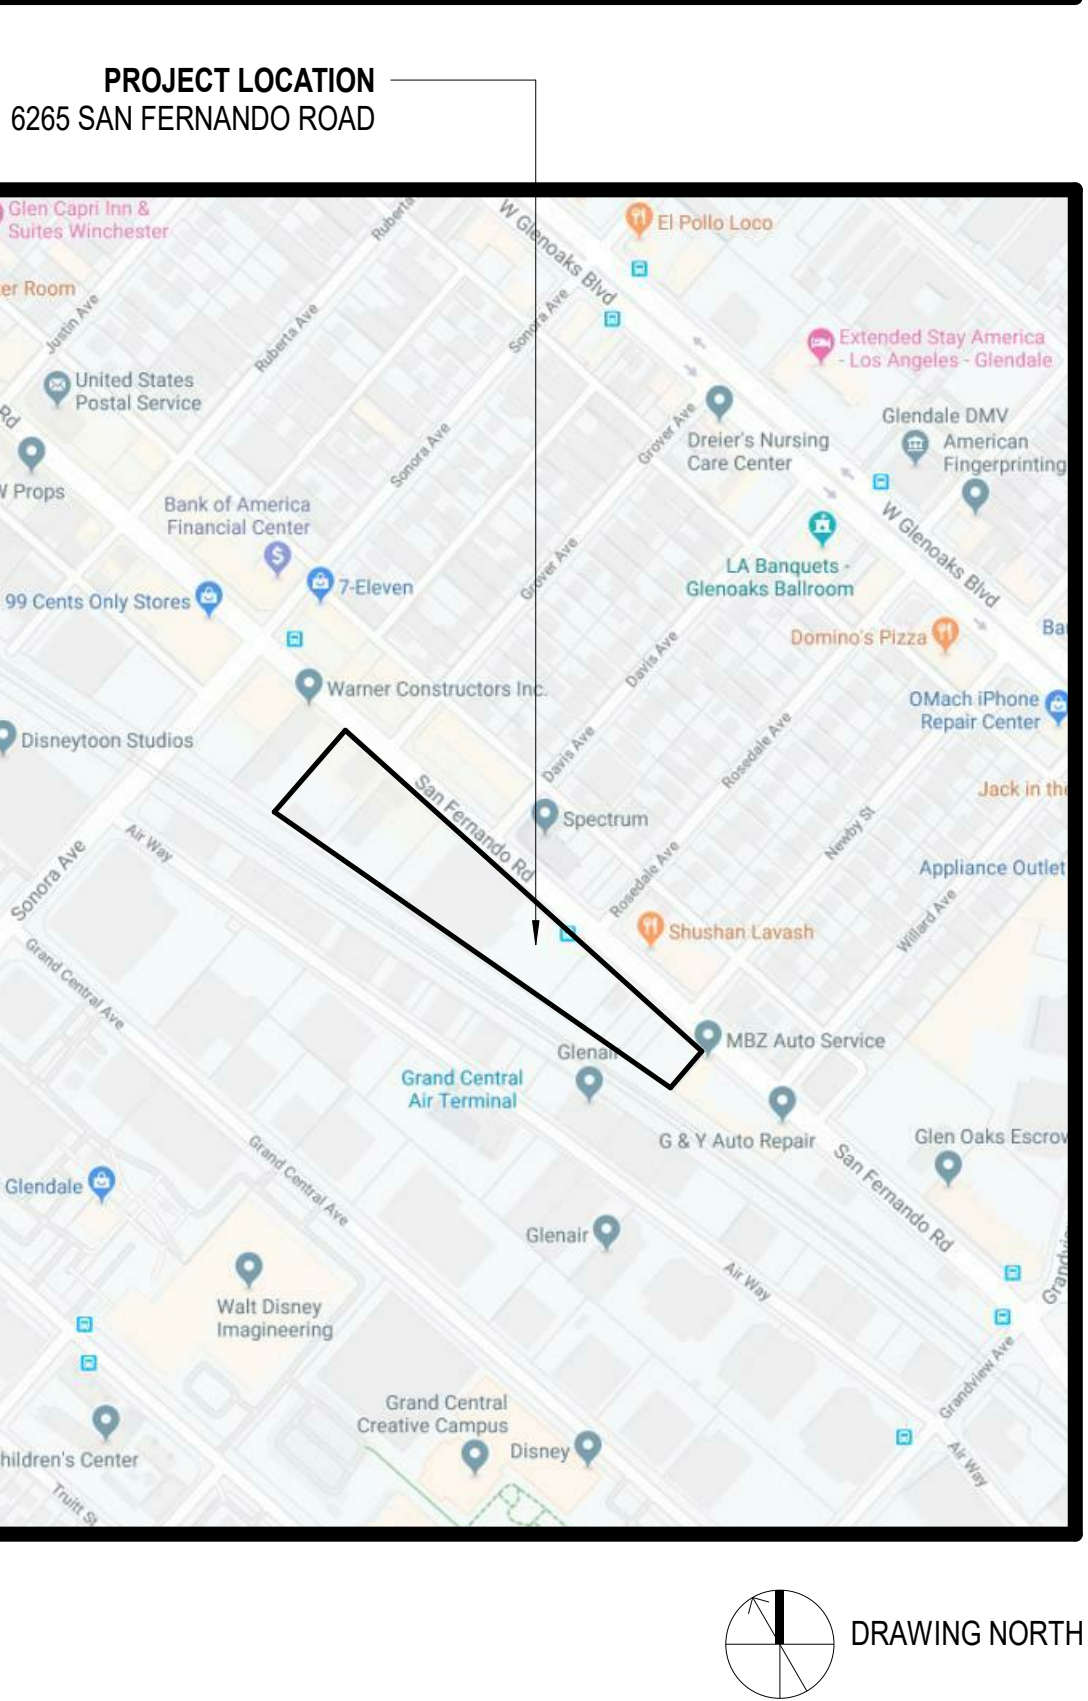 PROJECT LOCATION
6265 SAN FERNANDO ROAD
Glen Capri Inn &
Suites Winchester
er Room
Justin Ave
Ruberta
Ruberta Ave
W Glenoaks Blvd
El Pollo Loco
Sonora Ave
Extended Stay America
- Los Angeles - Glendale
United States
Postal Service
Rd
Props
Sonora Ave
Grover Ave
Dreier's Nursing
Care Center
Glendale DMV
American
Fingerprinting
Bank of America
Financial Center
W Glenoaks Blvd
99 Cents Only Stores
7-Eleven
Grover Ave
LA Banquets -
Glenoaks Ballroom
Domino's Pizza
Ba
Davis Ave
Warner Constructors Inc.
OMach iPhone
Repair Center
Disneytoon Studios
Davis Ave
Rosedale Ave
Jack in the
San Fernando Rd
Spectrum
Newby St
Air Way
Sonora Ave
Rosedale Ave
Appliance Outlet
Willard Ave
Shushan Lavash
Grand Central Ave
Glenair
MBZ Auto Service
Grand Central
Air Terminal
G & Y Auto Repair
Glen Oaks Escrow
San Fernando Rd
Grand Central Ave
Glendale
Glenair
Air Way
Grandvie
Walt Disney
Imagineering
Grandview Ave
Grand Central
Creative Campus
Disney
Air Way
hildren's Center
Truitt St
DRAWING NORTH